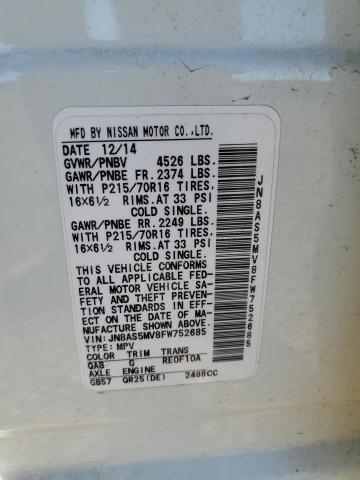 MFD BY NISSAN MOTOR CO.,LTD.
DATE 12/14
GVWR/PNBV 4526 LBS.
GAWR/PNBE FR. 2374 LBS.
WITH P215/70R16 TIRES.
16X6½ RIMS.AT 33 PSI
COLD SINGLE.
GAWR/PNBE RR. 2249 LBS.
WITH P215/70R16 TIRES.
16X6½ RIMS.AT 33 PSI
COLD SINGLE.
THIS VEHICLE CONFORMS
TO ALL APPLICABLE FED-
ERAL MOTOR VEHICLE SA-
FETY AND THEFT PREVENTION
STANDARDS IN EFFECT
ON THE DATE OF MA-
NUFACTURE SHOWN ABOVE.
VIN:JN8AS5MV8FW752685
TYPE:MPV
COLOR TRIM TRANS
QAB G RE0F10A
AXLE ENGINE
GB57 QR25(DE) 2488CC
JN8AS5MV8FW752685